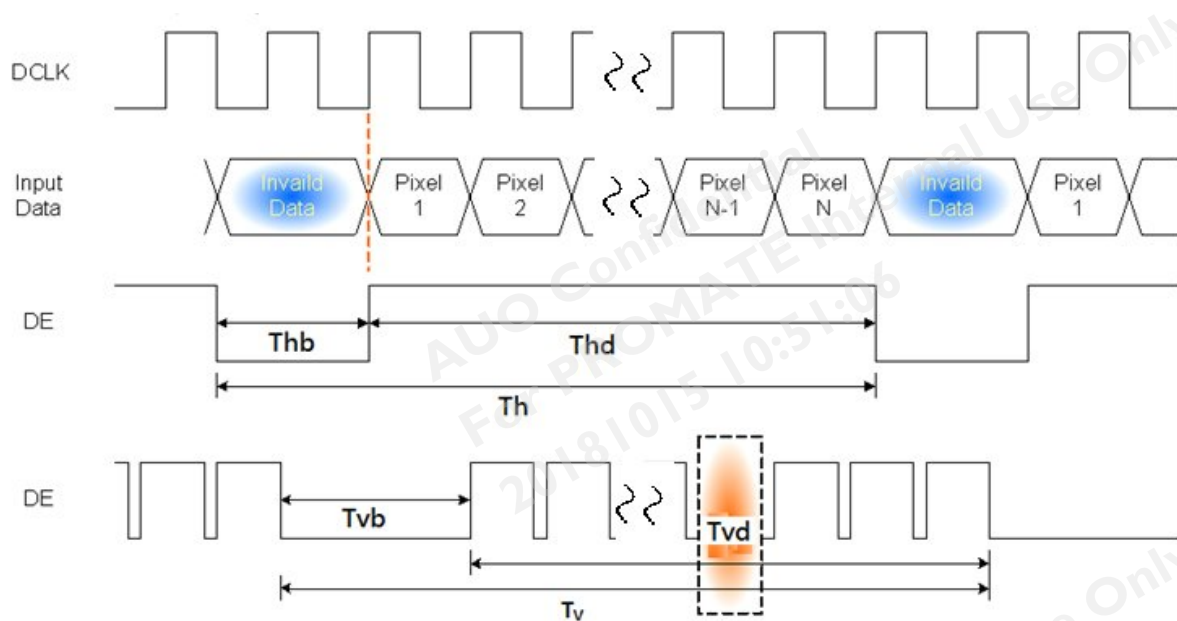 DCLK
Input
Data
Invaild
Data
Pixel
1
Pixel
2
Pixel
N-1
Pixel
N
Invaild
Data
Pixel
1
DE
Thb
Thd
Th
DE
Tvb
Tvd
Tv
AUO Confidential
For PROMATE Internal Use Only
20181015 10:51:06
e Only